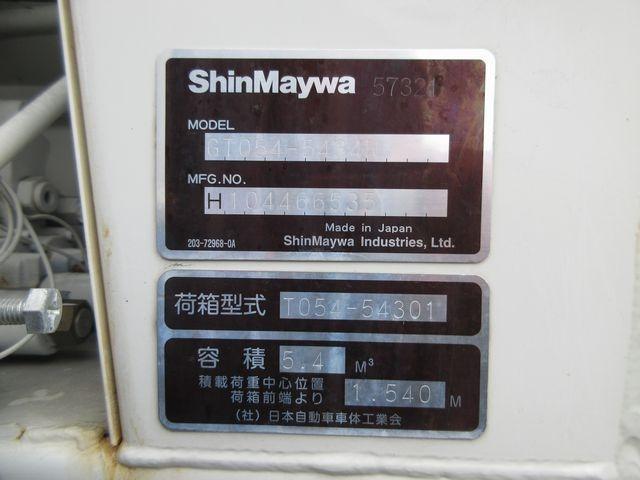 ShinMaywa
MODEL
MFG.NO.
H104466535
Made in Japan
203-72968-0A ShinMaywa Industries, Ltd.
荷箱型式 T054-54301
容積 5.4 M³
積載荷重中心位置
荷箱前端より 1.540 M
(社)日本自動車車体工業会